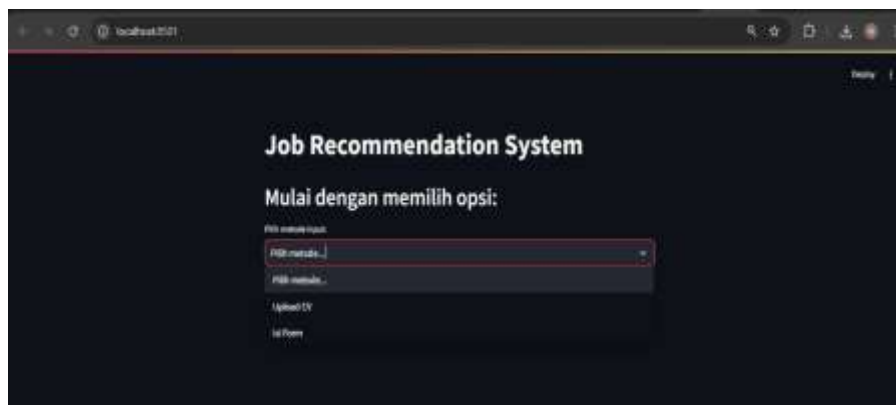 localhost:8501
Deploy
Job Recommendation System
Mulai dengan memilih opsi:
Pilih metode input:
Pilih metode...
Pilih metode...
Upload CV
Isi Form